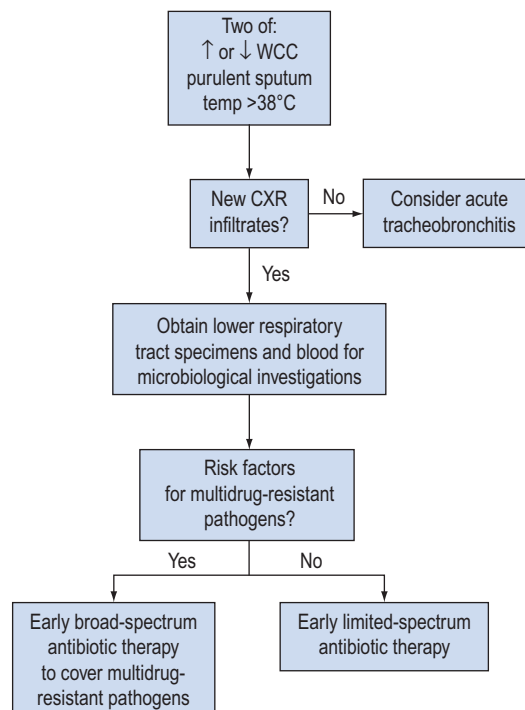 Two of:
↑ or ↓ WCC
purulent sputum
temp >38°C
New CXR
infiltrates?
No
Consider acute
tracheobronchitis
Yes
Obtain lower respiratory
tract specimens and blood for
microbiological investigations
Risk factors
for multidrug-resistant
pathogens?
Yes
No
Early broad-spectrum
antibiotic therapy
to cover multidrug-
resistant pathogens
Early limited-spectrum
antibiotic therapy